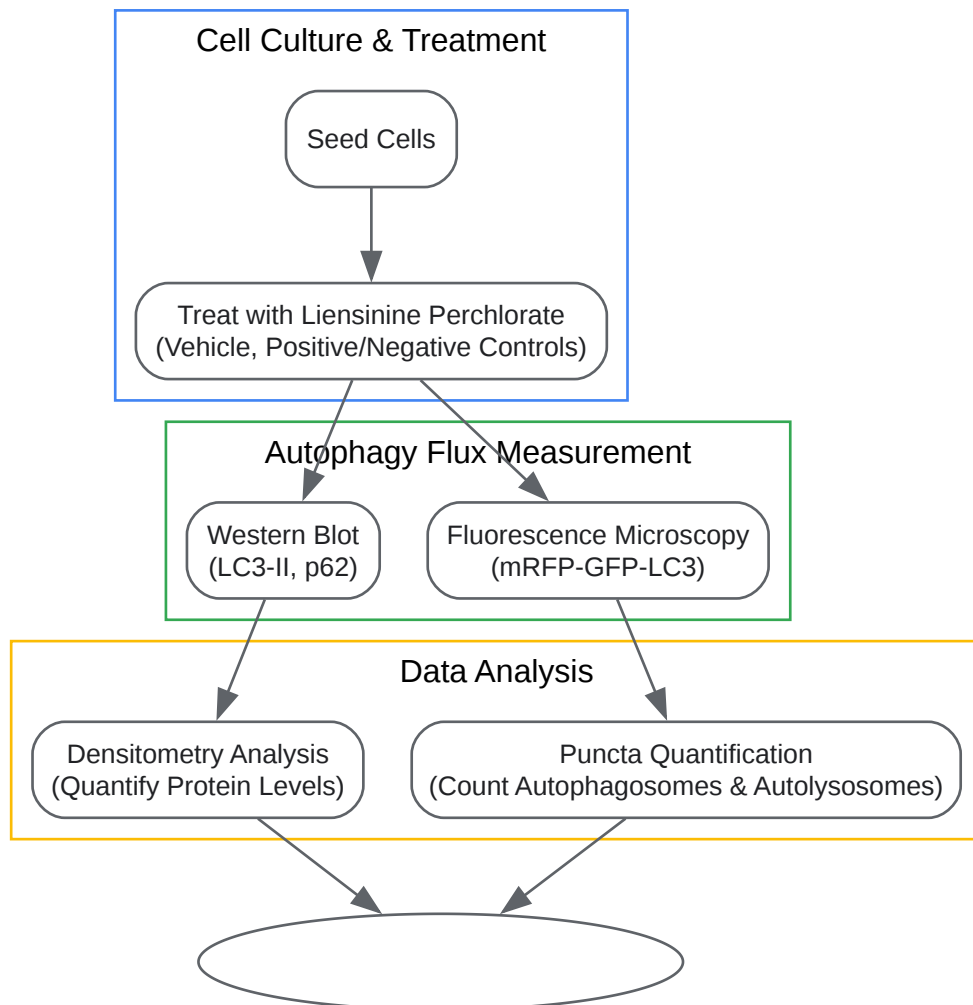 Cell Culture & Treatment
Seed Cells
Treat with Liensinine Perchlorate
(Vehicle, Positive/Negative Controls)
Autophagy Flux Measurement
Western Blot
(LC3-II, p62)
Fluorescence Microscopy
(mRFP-GFP-LC3)
Data Analysis
Densitometry Analysis
(Quantify Protein Levels)
Puncta Quantification
(Count Autophagosomes & Autolysosomes)